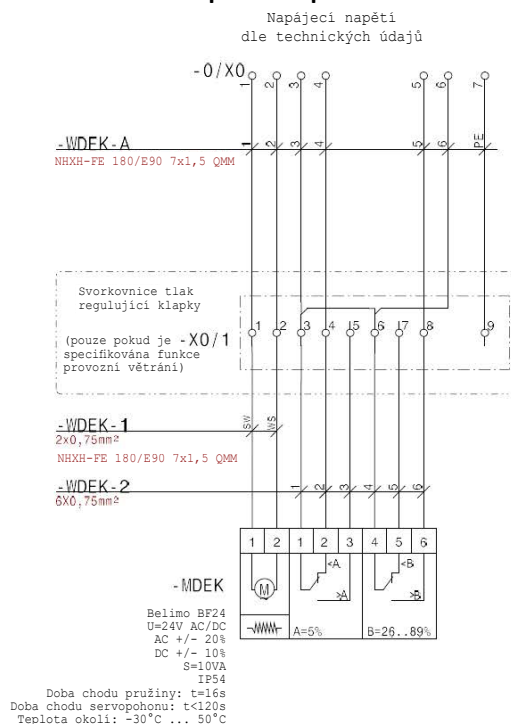 Napájecí napětí
dle technických údajů
-0/X0
1 2 3 4 5 6 7
-WDEK-A
1 2 3 4 5 6 PE
NHXH-FE 180/E90 7x1,5 QMM
Svorkovnice tlak
regulující klapky
(pouze pokud je
specifikována funkce
provozní větrání)
-X0/1
1 2 3 4 5 6 7 8 9
SW WS
-WDEK-1
2x0,75mm²
NHXH-FE 180/E90 7x1,5 QMM
-WDEK-2
1 2 3 4 5 6
6X0,75mm²
1 2 1 2 3 4 5 6
<A <B
M
>A >B
-MDEK
A=5% B=26..89%
Belimo BF24
U=24V AC/DC
AC +/- 20%
DC +/- 10%
S=10VA
IP54
Doba chodu pružiny: t=16s
Doba chodu servopohonu: t<120s
Teplota okolí: -30°C ... 50°C